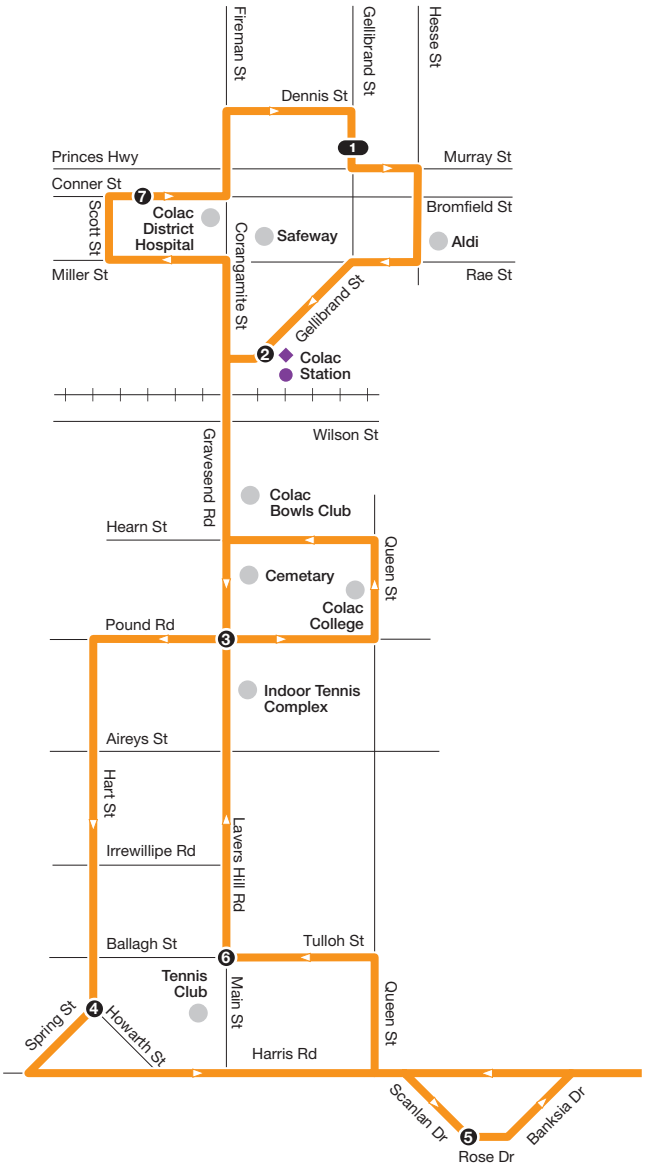 Fireman St
Gellibrand St
Hesse St
Dennis St
1
Princes Hwy
Murray St
Conner St
7
Scott St
Colac
District
Hospital
Corangamite St
Safeway
Bromfield St
Aldi
Miller St
Rae St
Gellibrand St
2
Colac
Station
Wilson St
Gravesend Rd
Colac
Bowls Club
Hearn St
Queen St
Cemetary
Colac
College
Pound Rd
3
Indoor Tennis
Complex
Aireys St
Hart St
Lavers Hill Rd
Irrewillipe Rd
Ballagh St
6
Tulloh St
Tennis
Club
Main St
Queen St
4
Spring St
Howarth St
Harris Rd
Scanlan Dr
5
Banksia Dr
Rose Dr